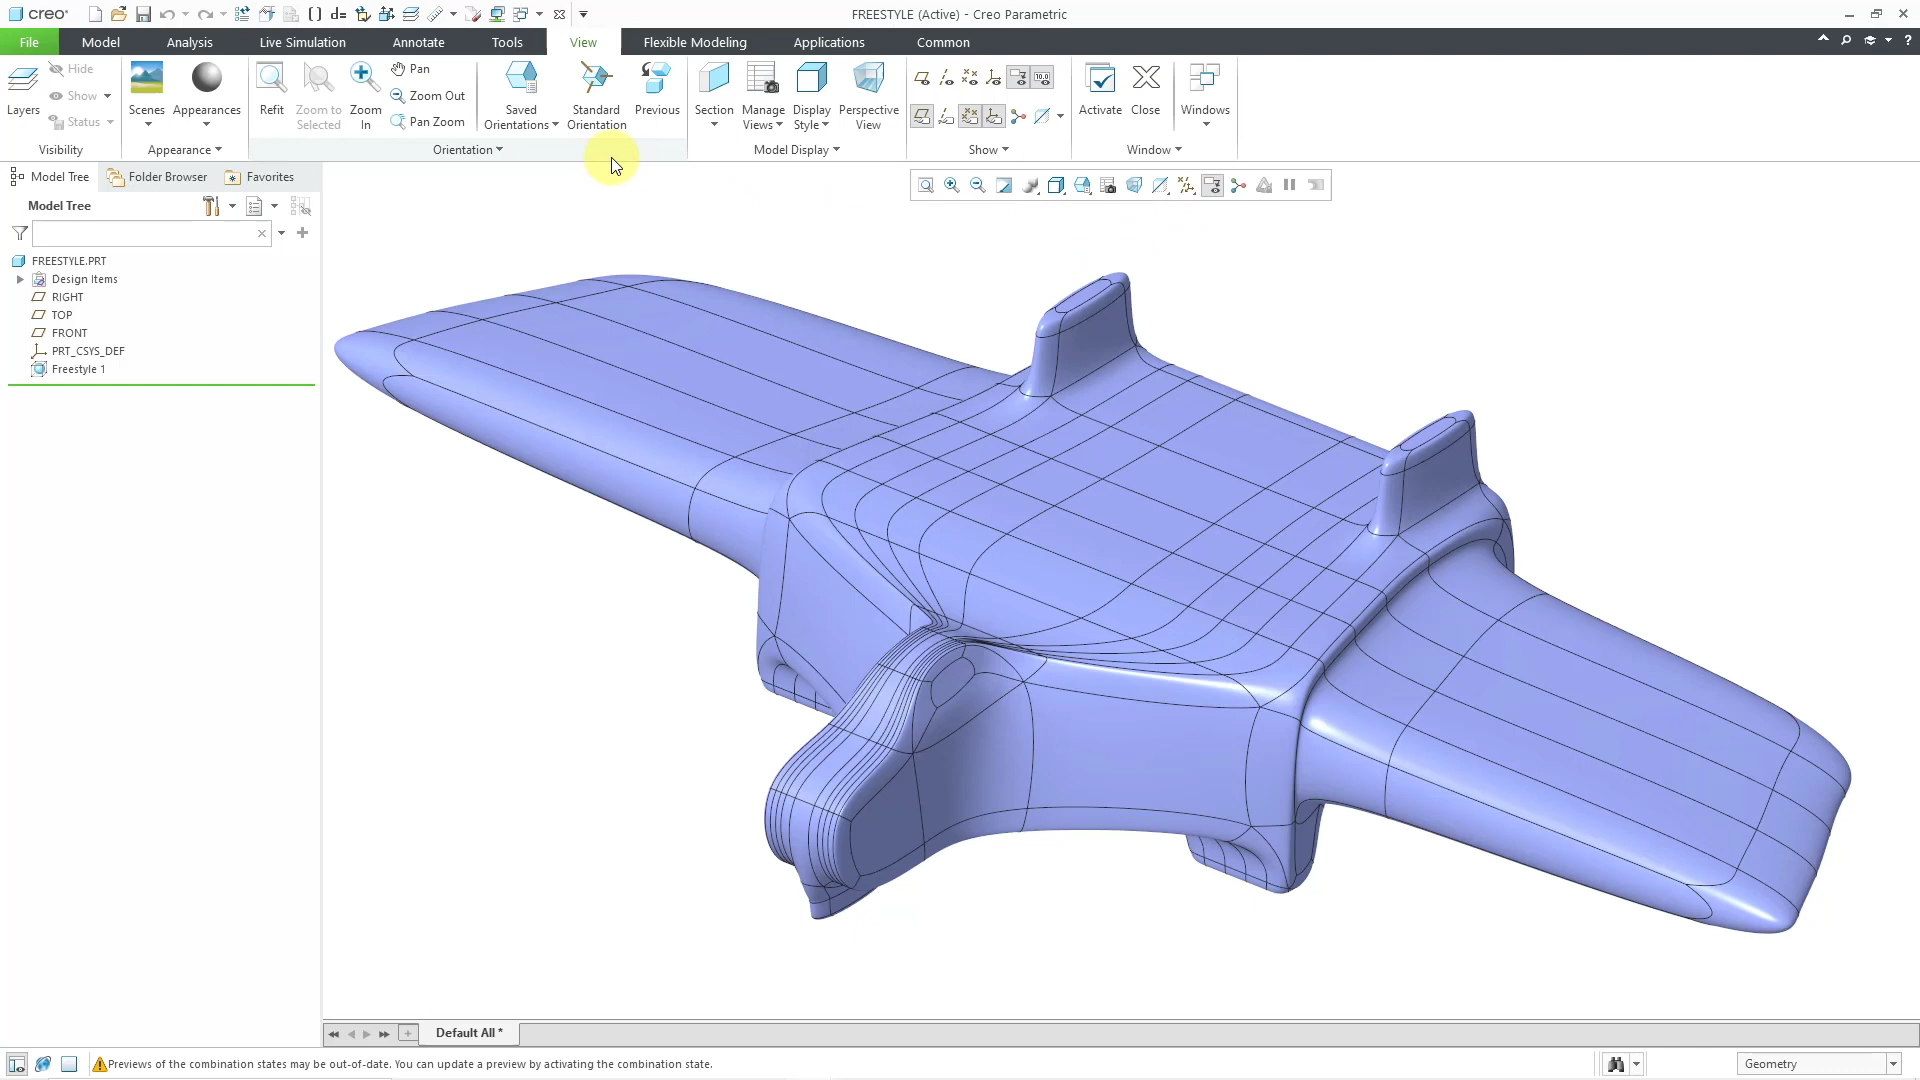 creo
FREESTYLE (Active) - Creo Parametric
File
Model
Analysis
Live Simulation
Annotate
Tools
View
Flexible Modeling
Applications
Common
Layers
Hide
Show
Status
Visibility
Scenes
Appearances
Appearance
Refit
Zoom to
Selected
Zoom
In
Pan
Zoom Out
Pan Zoom
Saved
Orientations
Standard
Orientation
Previous
Orientation
Section
Manage
Views
Display
Style
Perspective
View
Model Display
Show
Activate
Close
Windows
Window
Model Tree
Folder Browser
Favorites
Model Tree
FREESTYLE.PRT
Design Items
RIGHT
TOP
FRONT
PRT_CSYS_DEF
Freestyle 1
Default All *
Previews of the combination states may be out-of-date. You can update a preview by activating the combination state.
Geometry